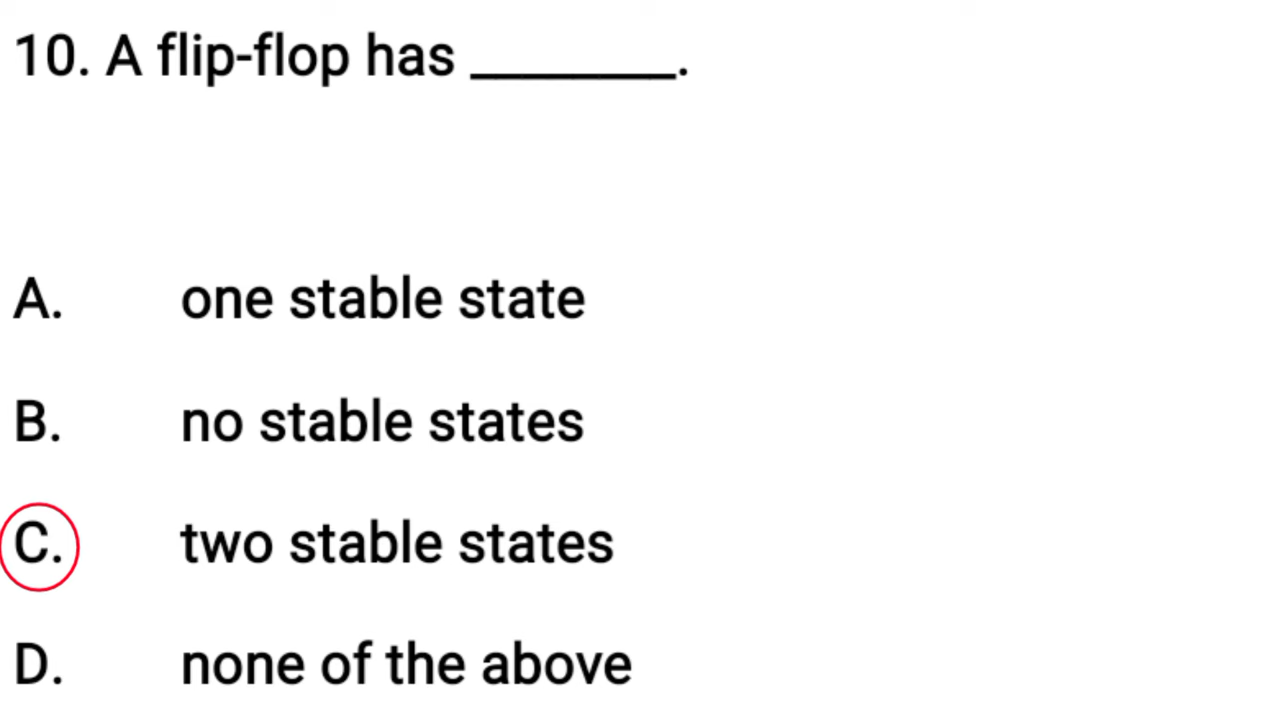 10. A flip-flop has ________.
A. one stable state
B. no stable states
C. two stable states
D. none of the above